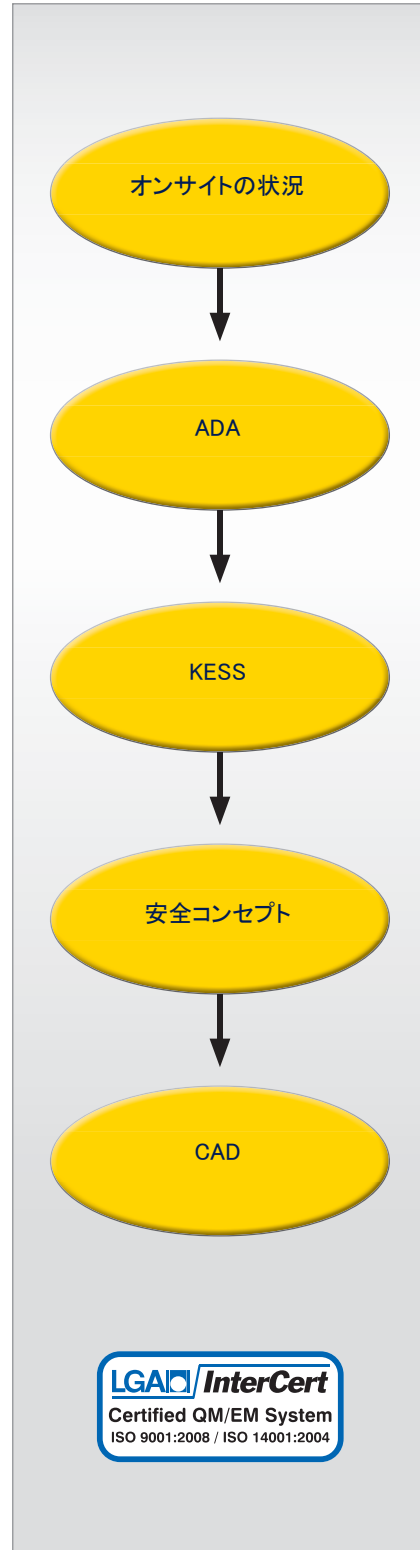 オンサイトの状況
ADA
KESS
安全コンセプト
CAD
LGA InterCert
Certified QM/EM System
ISO 9001:2008 / ISO 14001:2004